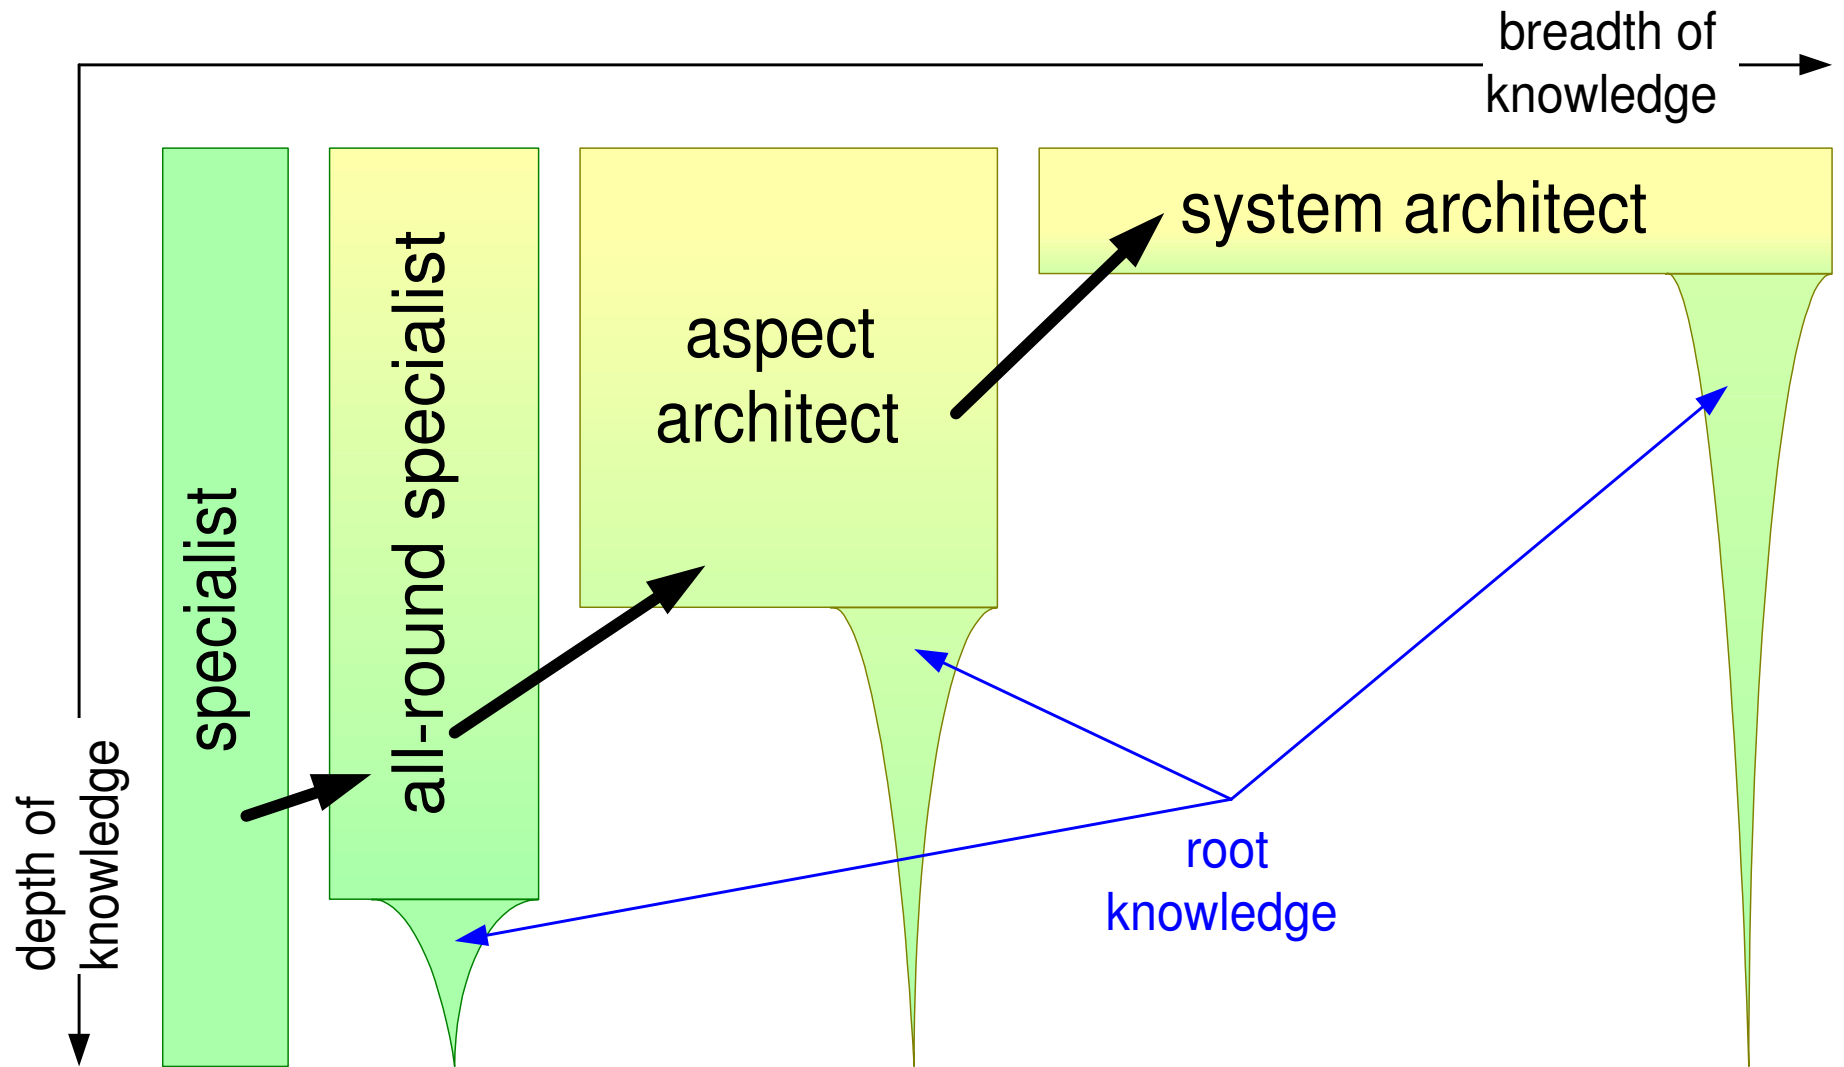 breadth of
knowledge
system architect
aspect
architect
all-round specialist
specialist
depth of
knowledge
root
knowledge